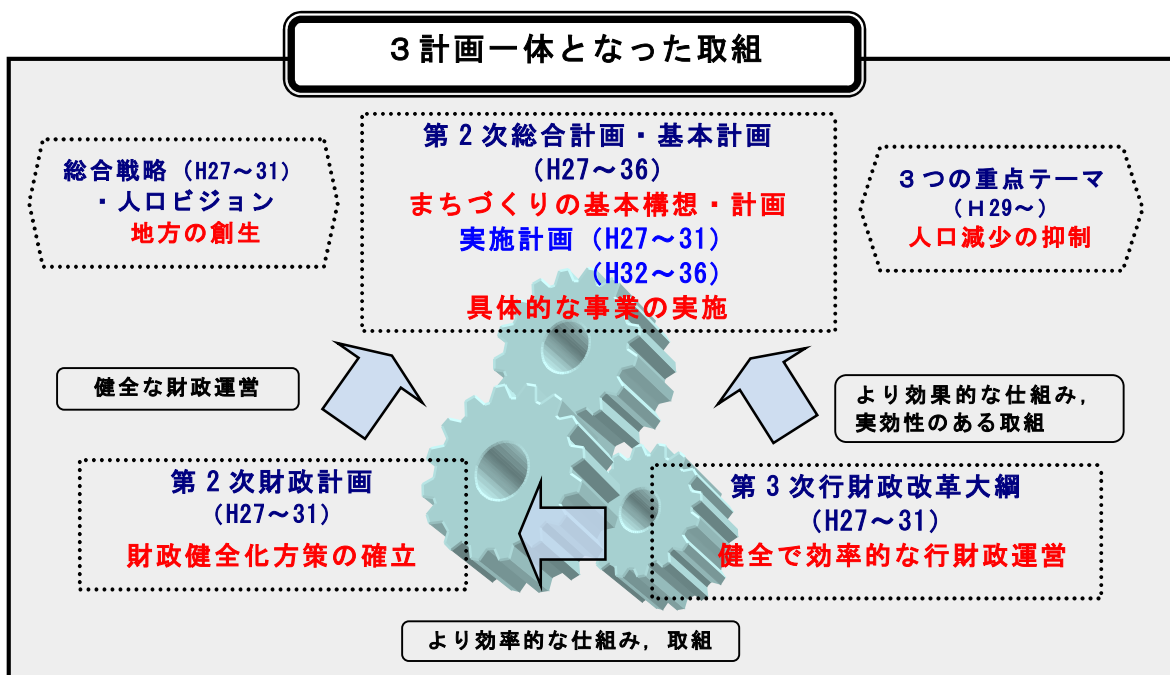 ３計画一体となった取組
総合戦略（H27～31）
・人口ビジョン
地方の創生
第２次総合計画・基本計画
(H27～36)
まちづくりの基本構想・計画
実施計画（H27～31）
(H32～36)
具体的な事業の実施
３つの重点テーマ
（Ｈ29～）
人口減少の抑制
健全な財政運営
より効果的な仕組み，
実効性のある取組
第２次財政計画
(H27～31)
財政健全化方策の確立
第３次行財政改革大綱
(H27～31)
健全で効率的な行財政運営
より効率的な仕組み，取組